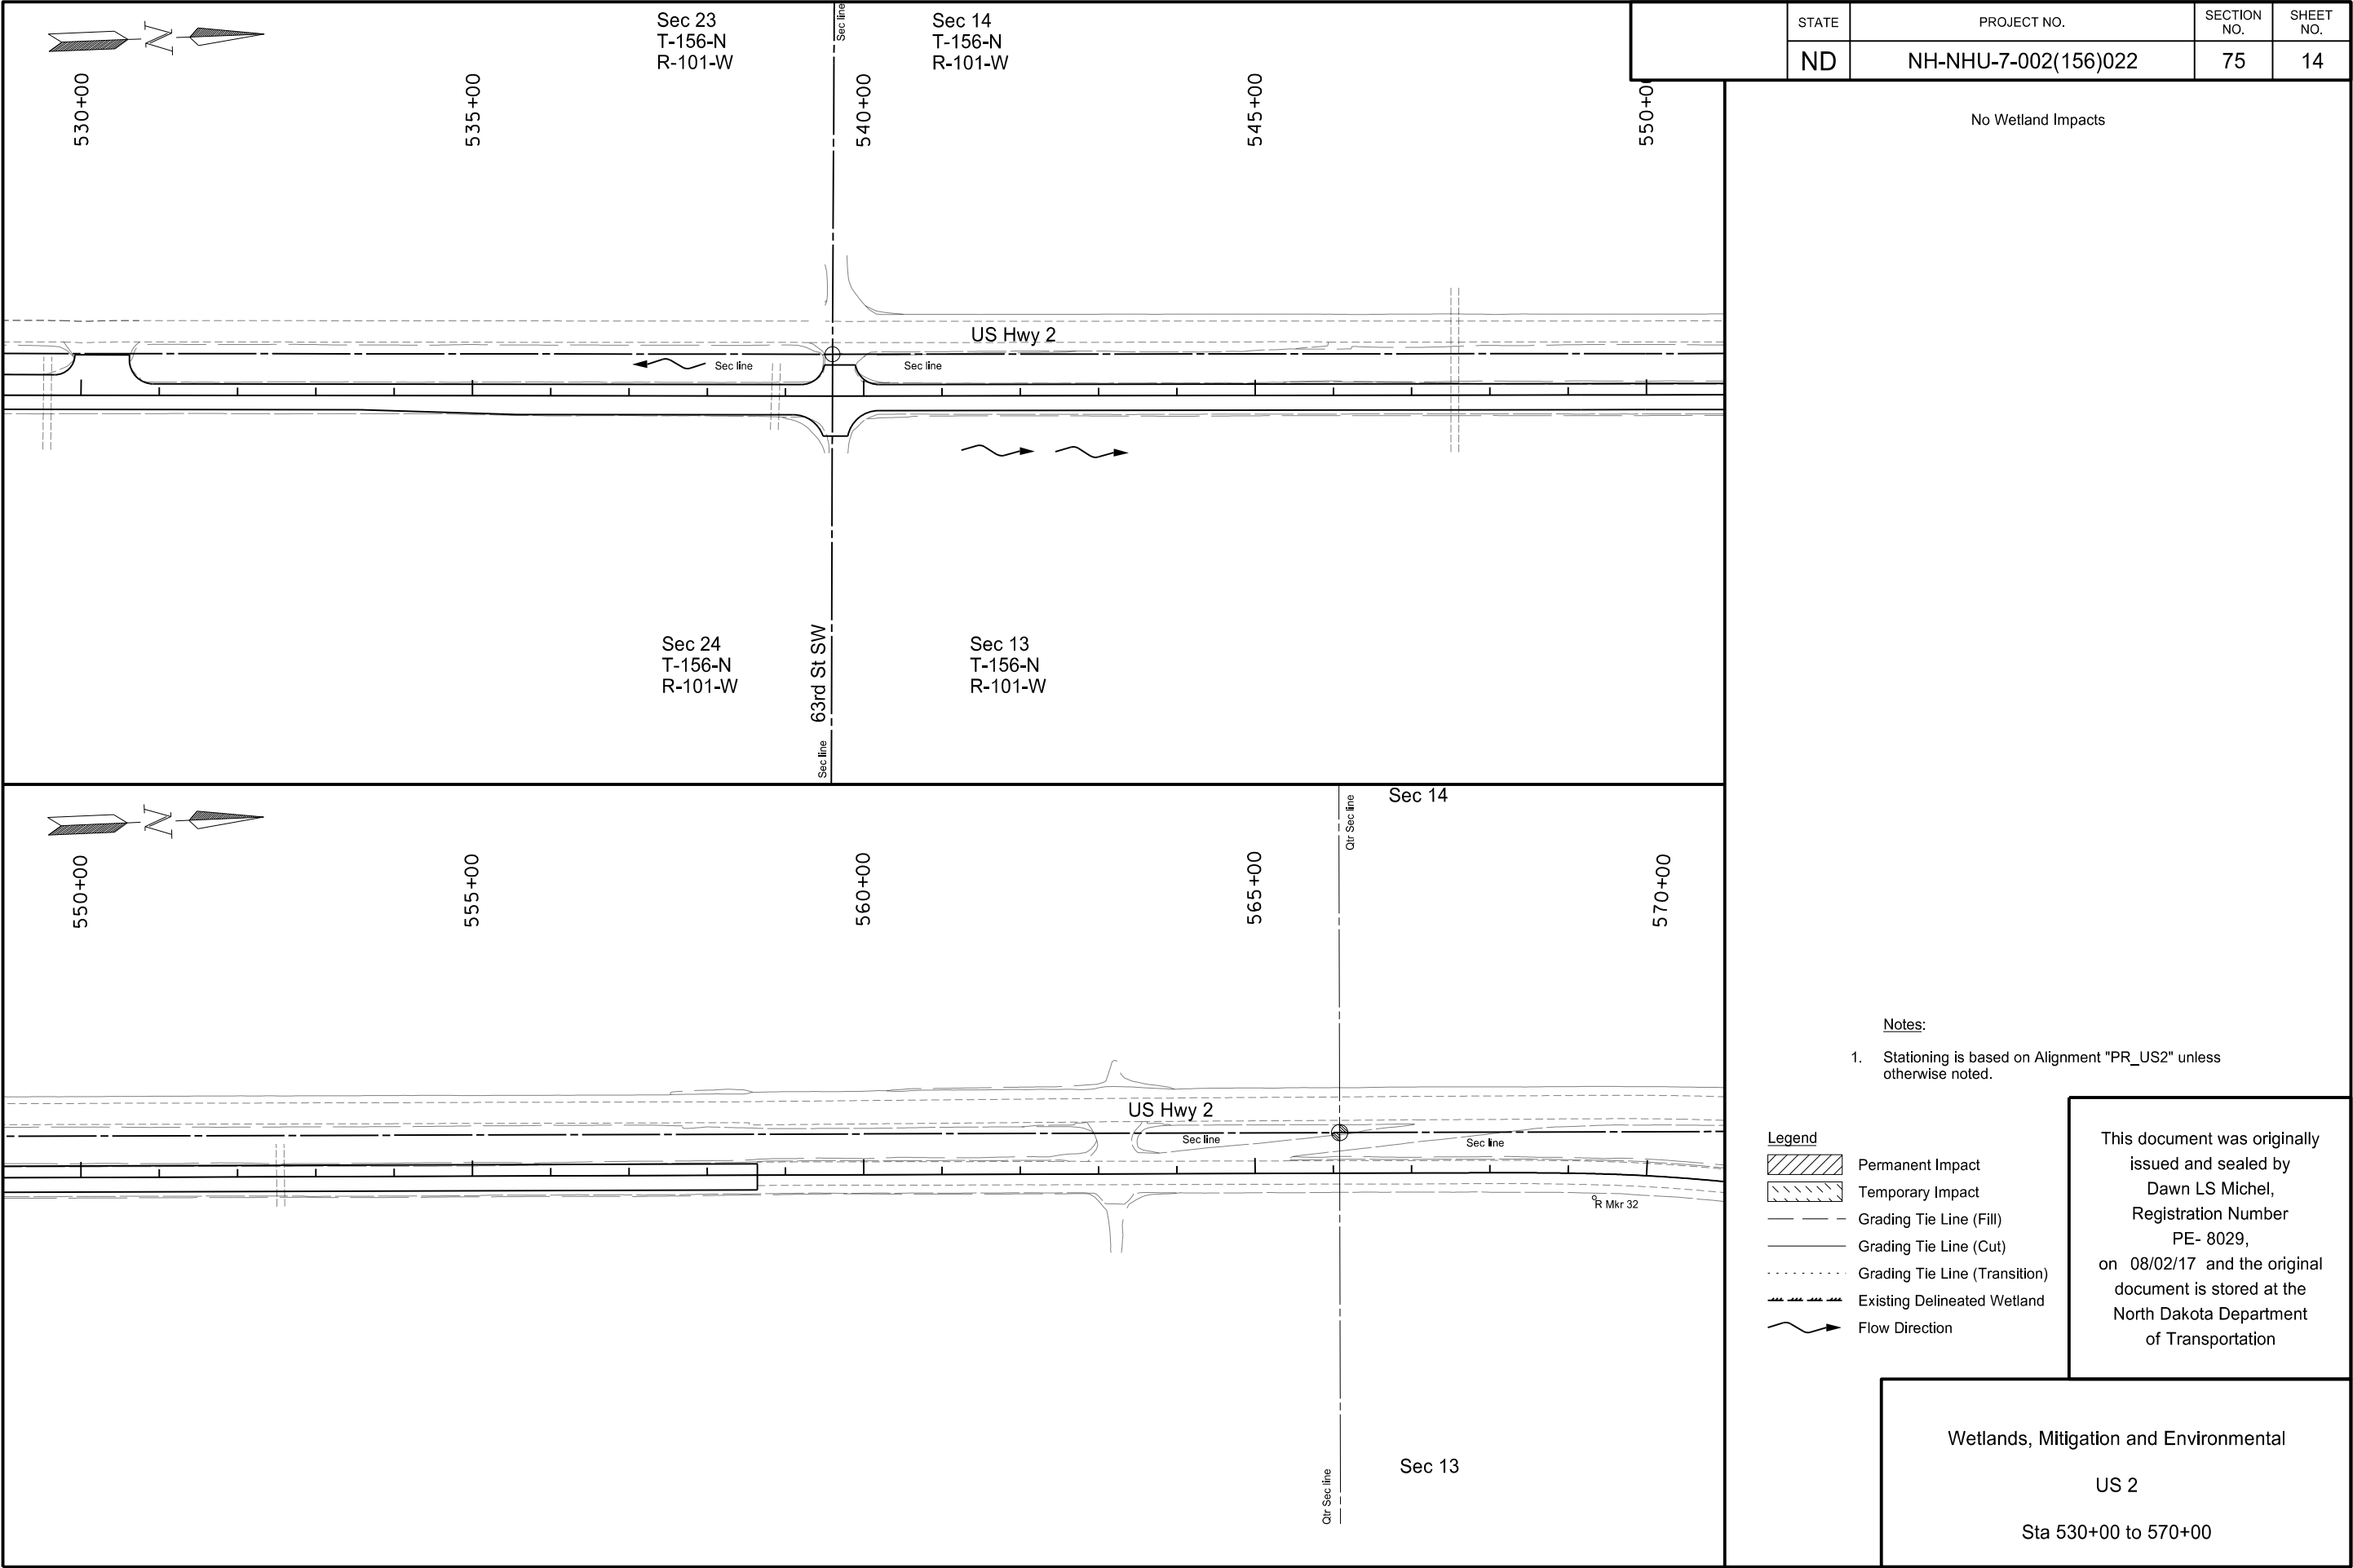 STATE
PROJECT NO.
SECTION NO.
SHEET NO.
ND
NH-NHU-7-002(156)022
75
14
No Wetland Impacts
N
Sec 23
T-156-N
R-101-W
Sec line
Sec 14
T-156-N
R-101-W
530+00
535+00
540+00
545+00
550+00
US Hwy 2
Sec line
Sec line
Sec 24
T-156-N
R-101-W
63rd St SW
Sec line
Sec 13
T-156-N
R-101-W
N
Qtr Sec line
Sec 14
550+00
555+00
560+00
565+00
570+00
US Hwy 2
Sec line
Sec line
R Mkr 32
Sec 13
Qtr Sec line
Notes:
1. Stationing is based on Alignment "PR_US2" unless
otherwise noted.
Legend
Permanent Impact
Temporary Impact
Grading Tie Line (Fill)
Grading Tie Line (Cut)
Grading Tie Line (Transition)
Existing Delineated Wetland
Flow Direction
This document was originally
issued and sealed by
Dawn LS Michel,
Registration Number
PE- 8029,
on 08/02/17 and the original
document is stored at the
North Dakota Department
of Transportation
Wetlands, Mitigation and Environmental
US 2
Sta 530+00 to 570+00